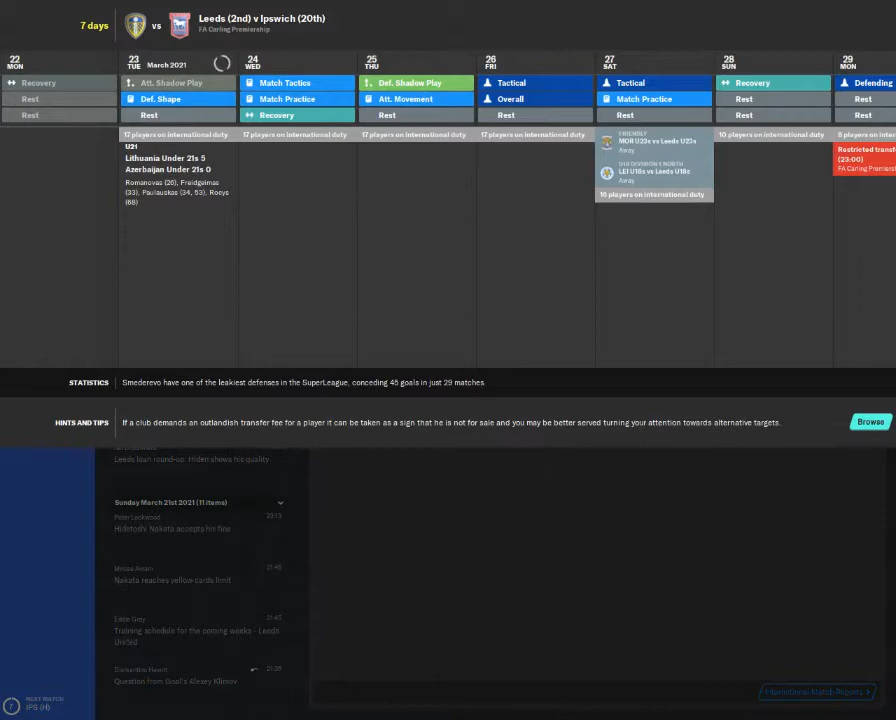 7 days
vs
Leeds (2nd) v Ipswich (20th)
FA Carling Premiership
22
MON
23
TUE
March 2021
24
WED
25
THU
26
FRI
27
SAT
28
SUN
29
MON
Recovery
Att. Shadow Play
Match Tactics
Def. Shadow Play
Tactical
Tactical
Recovery
Defending
Rest
Def. Shape
Match Practice
Att. Movement
Overall
Match Practice
Rest
Rest
Rest
Rest
Recovery
Rest
Rest
Rest
Rest
Rest
17 players on international duty
17 players on international duty
17 players on international duty
17 players on international duty
FRIENDLY
MOR U23s vs Leeds U23s
Away
U18 DIVISION 1 NORTH
LEI U18s vs Leeds U18s
Away
16 players on international duty
10 players on international duty
8 players on internationa
U21
Lithuania Under 21s 5
Azerbaijan Under 21s 0
Romanovas (26), Freidgeimas
(33), Paulauskas (34, 53), Rocys
(68)
Restricted transf
(23:00)
FA Carling Premiersh
STATISTICS
Smederevo have one of the leakiest defenses in the SuperLeague, conceding 45 goals in just 29 matches
HINTS AND TIPS
If a club demands an outlandish transfer fee for a player it can be taken as a sign that he is not for sale and you may be better served turning your attention towards alternative targets.
Browse
Leeds loan round-up: Hiden shows his quality
Sunday March 21st 2021 (11 items)
Peter Lockwood
22:13
Hidetoshi Nakata accepts his fine
21:46
Nakata reaches yellow cards limit
Eddie Gray
21:45
Training schedule for the coming weeks - Leeds
United
21:26
Question from Goal's Alexey Klimov
International Match Reports
7
NEXT MATCH
IPS (H)